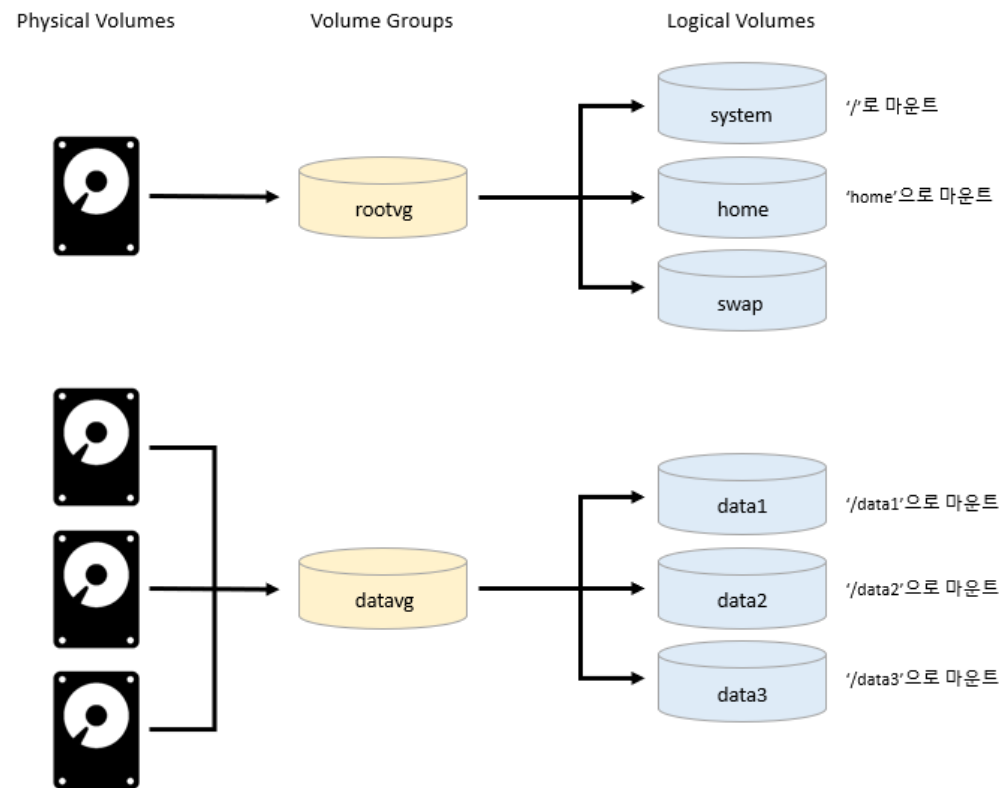 Physical Volumes
Volume Groups
Logical Volumes
system
‘/’로 마운트
rootvg
home
‘home’으로 마운트
swap
data1
‘/data1’으로 마운트
datavg
data2
‘/data2’으로 마운트
data3
‘/data3’으로 마운트